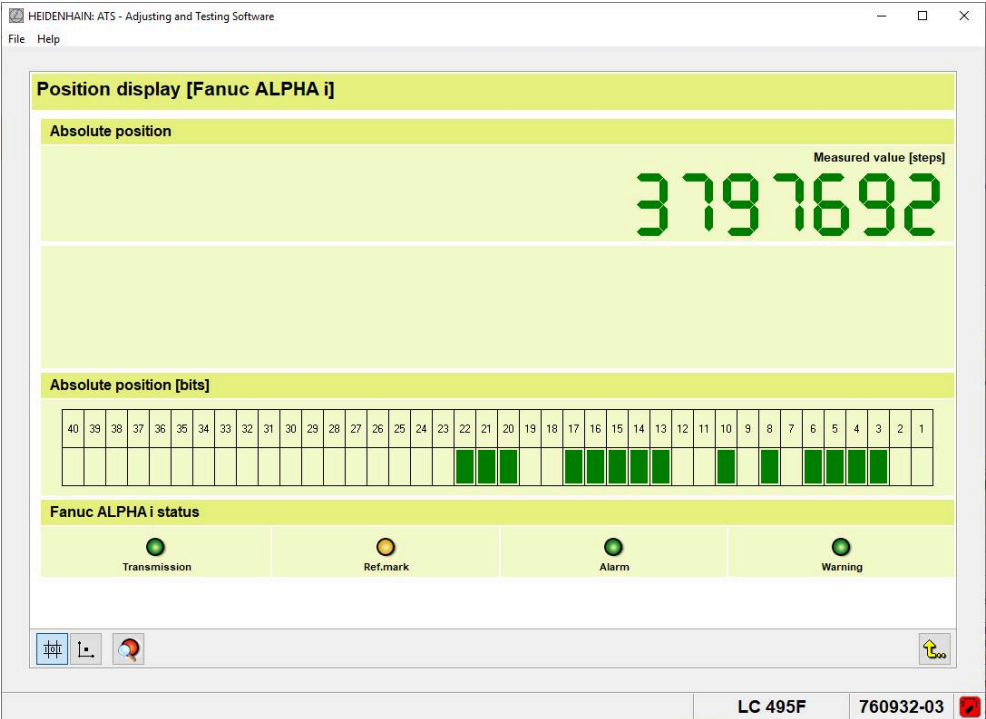 HEIDENHAIN: ATS - Adjusting and Testing Software
File Help
Position display [Fanuc ALPHA i]
Absolute position
Measured value [steps]
3797692
Absolute position [bits]
40 39 38 37 36 35 34 33 32 31 30 29 28 27 26 25 24 23 22 21 20 19 18 17 16 15 14 13 12 11 10 9 8 7 6 5 4 3 2 1
Fanuc ALPHA i status
Transmission Ref.mark Alarm Warning
LC 495F 760932-03